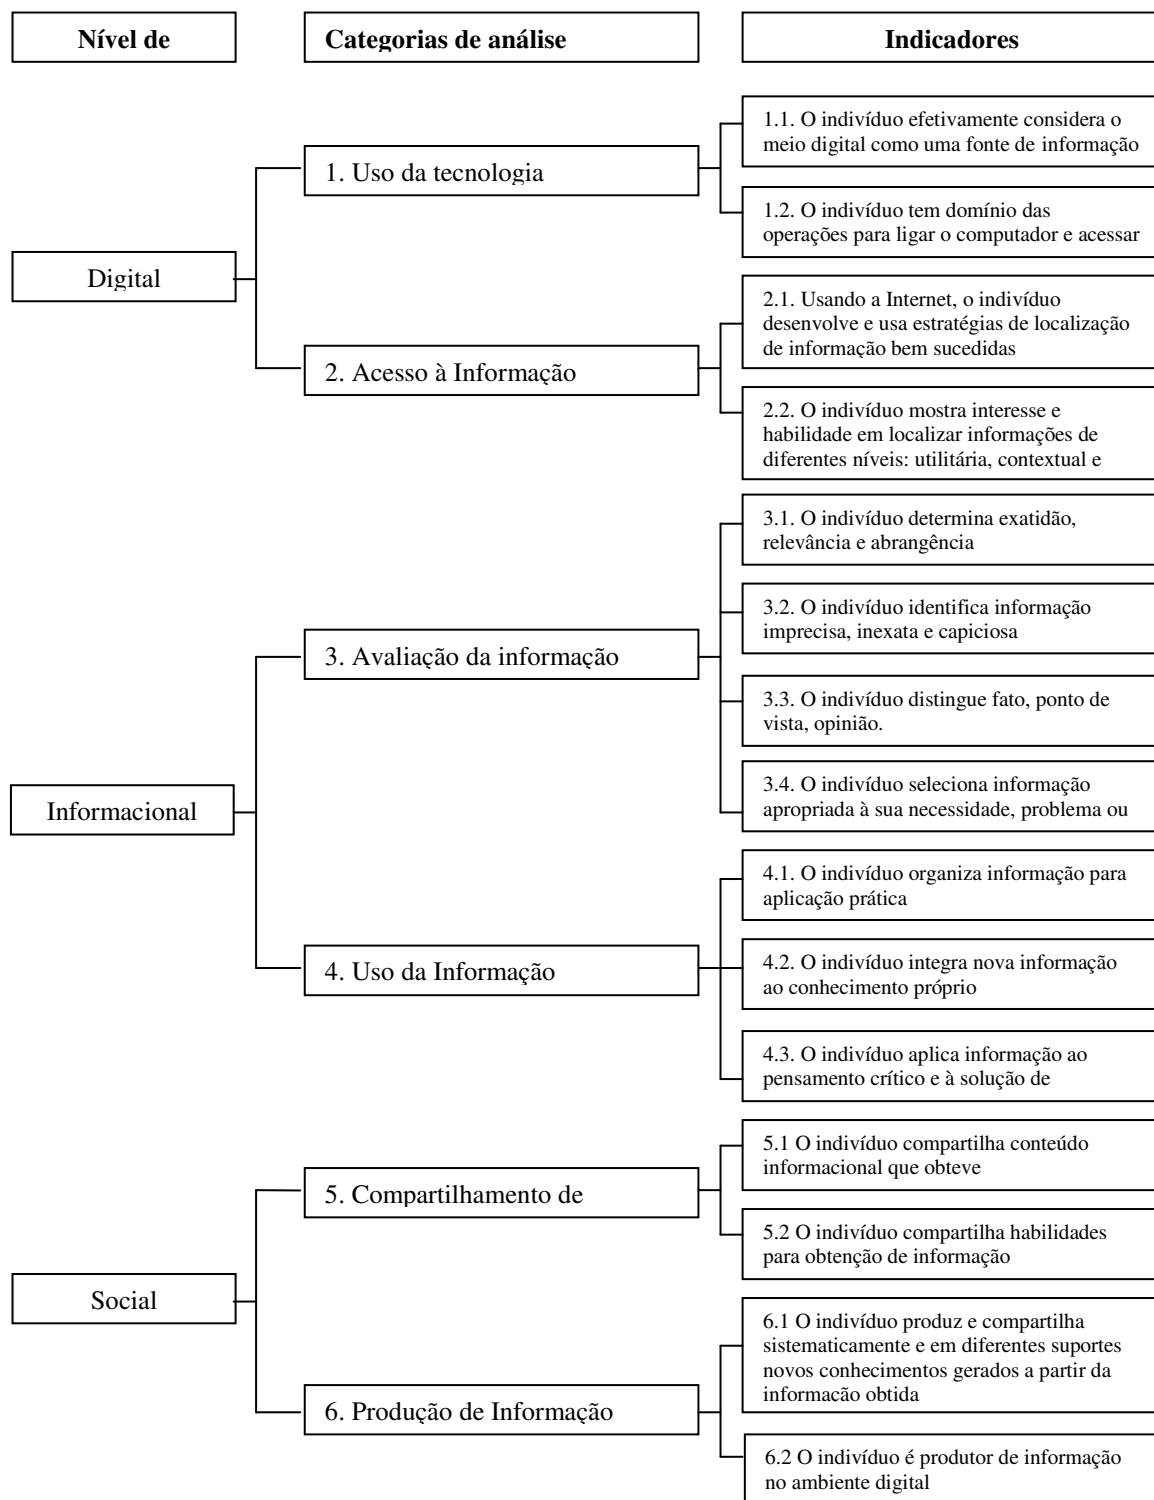 Nível de
Categorias de análise
Indicadores
Digital
1. Uso da tecnologia
1.1. O indivíduo efetivamente considera o
meio digital como uma fonte de informação
1.2. O indivíduo tem domínio das
operações para ligar o computador e acessar
2. Acesso à Informação
2.1. Usando a Internet, o indivíduo
desenvolve e usa estratégias de localização
de informação bem sucedidas
2.2. O indivíduo mostra interesse e
habilidade em localizar informações de
diferentes níveis: utilitária, contextual e
Informacional
3. Avaliação da informação
3.1. O indivíduo determina exatidão,
relevância e abrangência
3.2. O indivíduo identifica informação
imprecisa, inexata e capiciosa
3.3. O indivíduo distingue fato, ponto de
vista, opinião.
3.4. O indivíduo seleciona informação
apropriada à sua necessidade, problema ou
4. Uso da Informação
4.1. O indivíduo organiza informação para
aplicação prática
4.2. O indivíduo integra nova informação
ao conhecimento próprio
4.3. O indivíduo aplica informação ao
pensamento crítico e à solução de
Social
5. Compartilhamento de
5.1 O indivíduo compartilha conteúdo
informacional que obteve
5.2 O indivíduo compartilha habilidades
para obtenção de informação
6. Produção de Informação
6.1 O indivíduo produz e compartilha
sistematicamente e em diferentes suportes
novos conhecimentos gerados a partir da
informação obtida
6.2 O indivíduo é produtor de informação
no ambiente digital